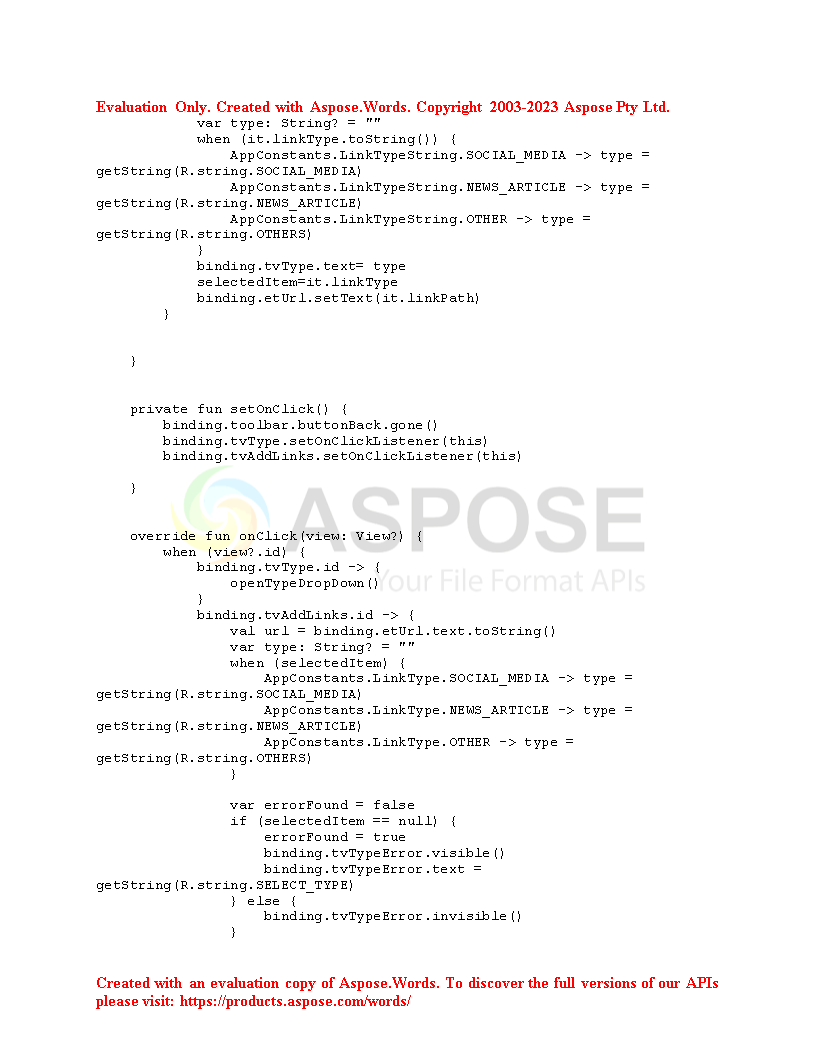 Evaluation Only. Created with Aspose.Words. Copyright 2003-2023 Aspose Pty Ltd.
            var type: String? = ""
            when (it.linkType.toString()) {
                AppConstants.LinkTypeString.SOCIAL_MEDIA -> type =
getString(R.string.SOCIAL_MEDIA)
                AppConstants.LinkTypeString.NEWS_ARTICLE -> type =
getString(R.string.NEWS_ARTICLE)
                AppConstants.LinkTypeString.OTHER -> type =
getString(R.string.OTHERS)
            }
            binding.tvType.text= type
            selectedItem=it.linkType
            binding.etUrl.setText(it.linkPath)
        }
    }
    private fun setOnClick() {
        binding.toolbar.buttonBack.gone()
        binding.tvType.setOnClickListener(this)
        binding.tvAddLinks.setOnClickListener(this)
    }
ASPOSE
Your File Format APIs
    override fun onClick(view: View?) {
        when (view?.id) {
            binding.tvType.id -> {
                openTypeDropDown()
            }
            binding.tvAddLinks.id -> {
                val url = binding.etUrl.text.toString()
                var type: String? = ""
                when (selectedItem) {
                    AppConstants.LinkType.SOCIAL_MEDIA -> type =
getString(R.string.SOCIAL_MEDIA)
                    AppConstants.LinkType.NEWS_ARTICLE -> type =
getString(R.string.NEWS_ARTICLE)
                    AppConstants.LinkType.OTHER -> type =
getString(R.string.OTHERS)
                }
                var errorFound = false
                if (selectedItem == null) {
                    errorFound = true
                    binding.tvTypeError.visible()
                    binding.tvTypeError.text =
getString(R.string.SELECT_TYPE)
                } else {
                    binding.tvTypeError.invisible()
                }
Created with an evaluation copy of Aspose.Words. To discover the full versions of our APIs
please visit: https://products.aspose.com/words/